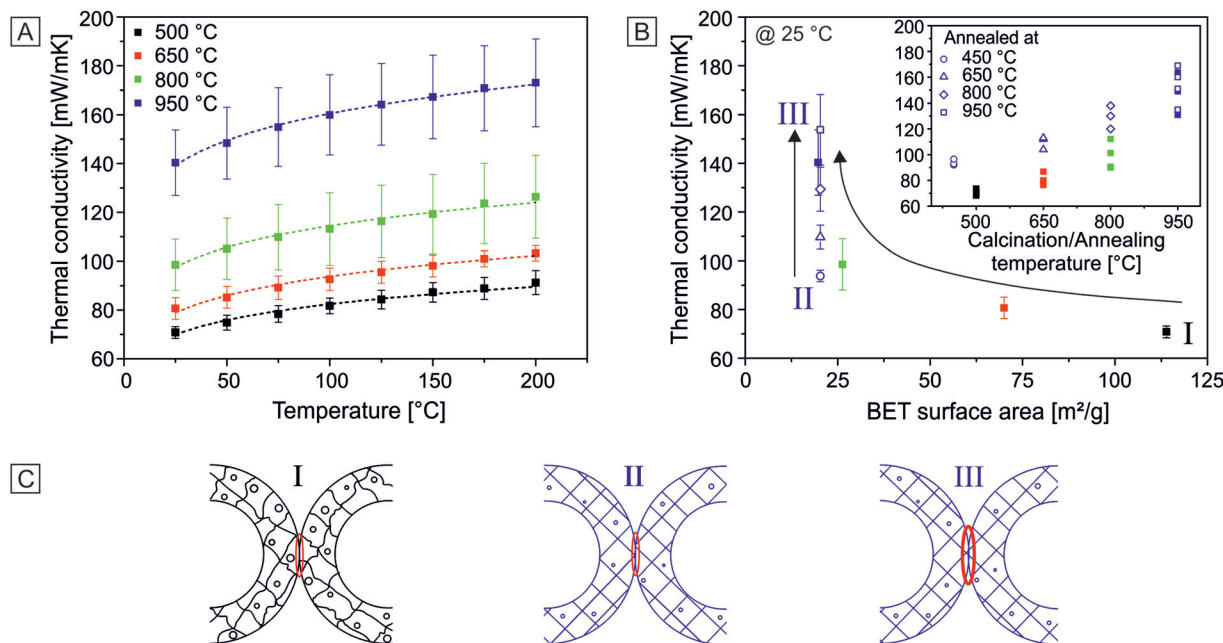 A
500 °C
650 °C
800 °C
950 °C
Thermal conductivity [mW/mK]
180
160
140
120
100
80
60
0
50
100
150
200
Temperature [°C]
B
@ 25 °C
Thermal conductivity [mW/mK]
180
160
140
120
100
80
60
0
25
50
75
100
125
BET surface area [m²/g]
III
II
I
Annealed at
450 °C
650 °C
800 °C
950 °C
200
180
160
140
120
100
80
60
500
650
800
950
Calcination/Annealing
temperature [°C]
C
I
II
III